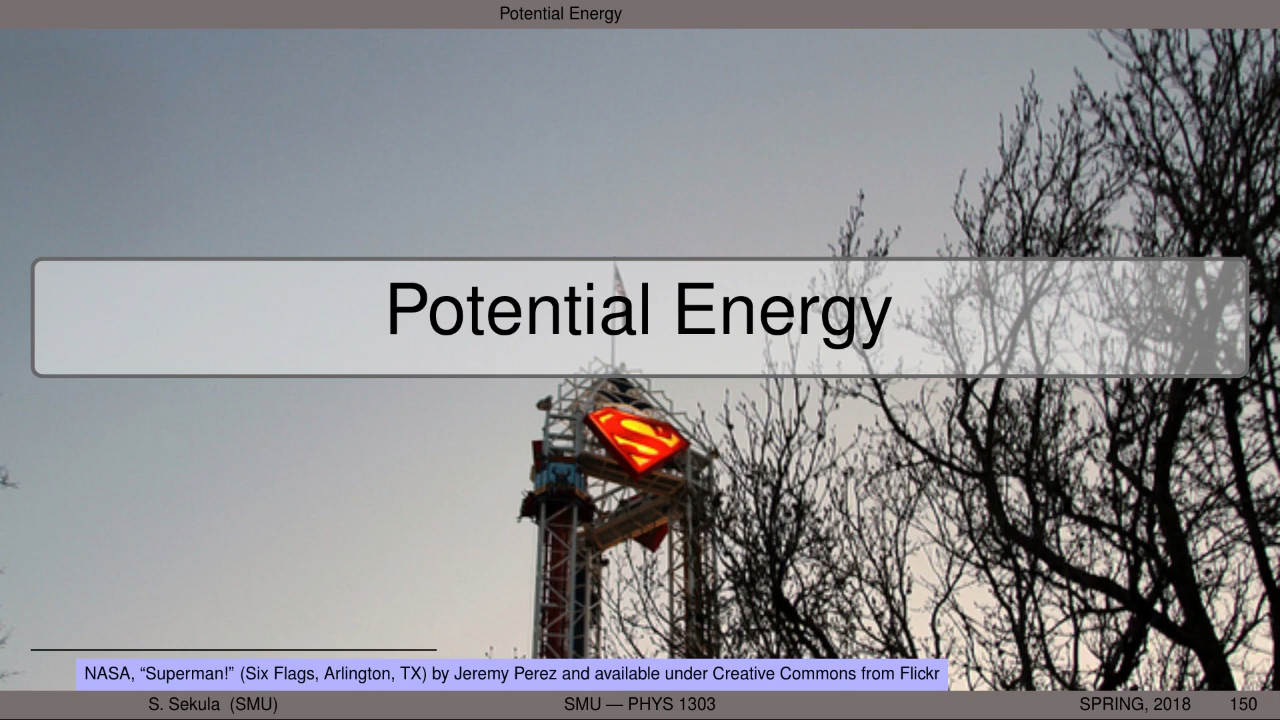 Potential Energy
Potential Energy
NASA, “Superman!” (Six Flags, Arlington, TX) by Jeremy Perez and available under Creative Commons from Flickr
S. Sekula (SMU) SMU — PHYS 1303 SPRING, 2018 150